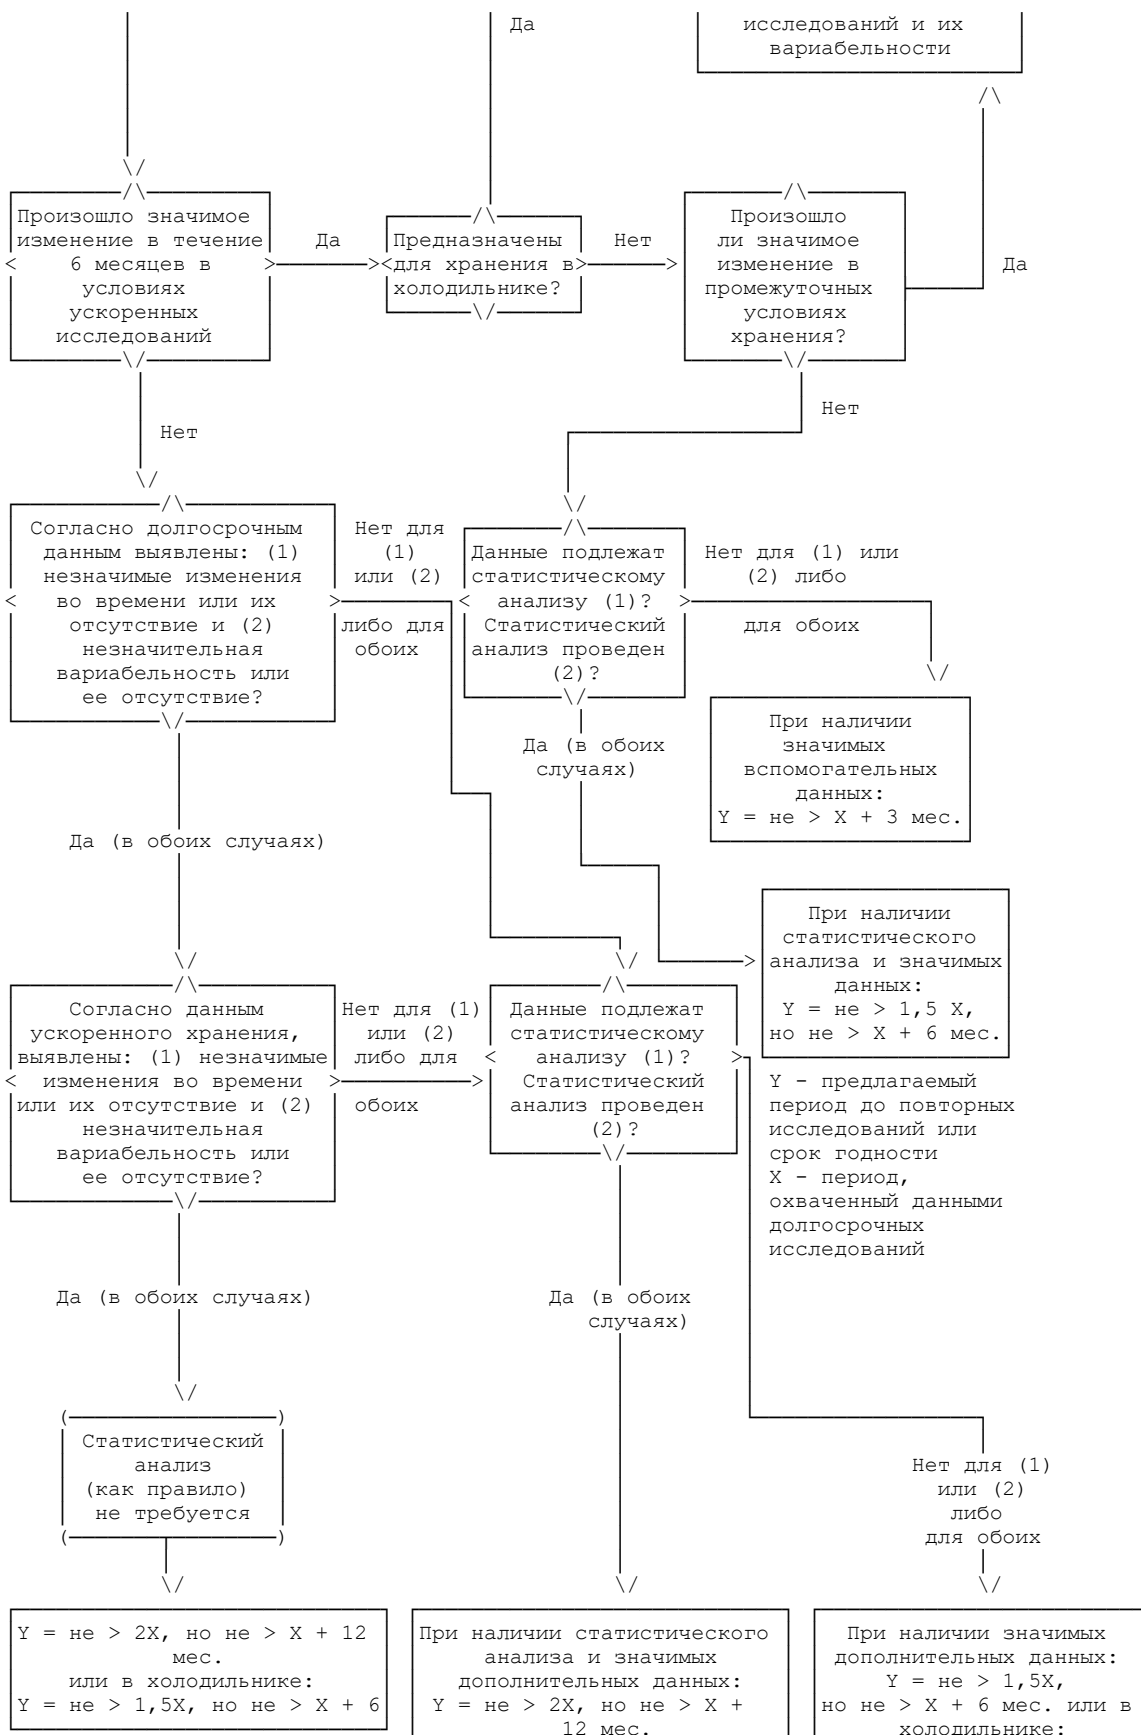 Да
исследований и их
вариабельности
Произошло значимое
изменение в течение
6 месяцев в
условиях
ускоренных
исследований
Да
Предназначены
для хранения в
холодильнике?
Нет
Произошло
ли значимое
изменение в
промежуточных
условиях
хранения?
Да
Нет
Нет
Согласно долгосрочным
данным выявлены: (1)
незначимые изменения
во времени или их
отсутствие и (2)
незначительная
вариабельность или
ее отсутствие?
Нет для
(1)
или (2)
либо для
обоих
Данные подлежат
статистическому
анализу (1)?
Статистический
анализ проведен
(2)?
Нет для (1) или
(2) либо
для обоих
При наличии
значимых
вспомогательных
данных:
Y = не > X + 3 мес.
Да (в обоих
случаях)
Да (в обоих случаях)
При наличии
статистического
анализа и значимых
данных:
Y = не > 1,5 X,
но не > X + 6 мес.
Согласно данным
ускоренного хранения,
выявлены: (1) незначимые
изменения во времени
или их отсутствие и (2)
незначительная
вариабельность или
ее отсутствие?
Нет для (1)
или (2)
либо для
обоих
Данные подлежат
статистическому
анализу (1)?
Статистический
анализ проведен
(2)?
Y - предлагаемый
период до повторных
исследований или
срок годности
X - период,
охваченный данными
долгосрочных
исследований
Да (в обоих случаях)
Да (в обоих
случаях)
Статистический
анализ
(как правило)
не требуется
Нет для (1)
или (2)
либо
для обоих
Y = не > 2X, но не > X + 12
мес.
или в холодильнике:
Y = не > 1,5X, но не > X + 6
При наличии статистического
анализа и значимых
дополнительных данных:
Y = не > 2X, но не > X +
12 мес.
При наличии значимых
дополнительных данных:
Y = не > 1,5X,
но не > X + 6 мес. или в
холодильнике: